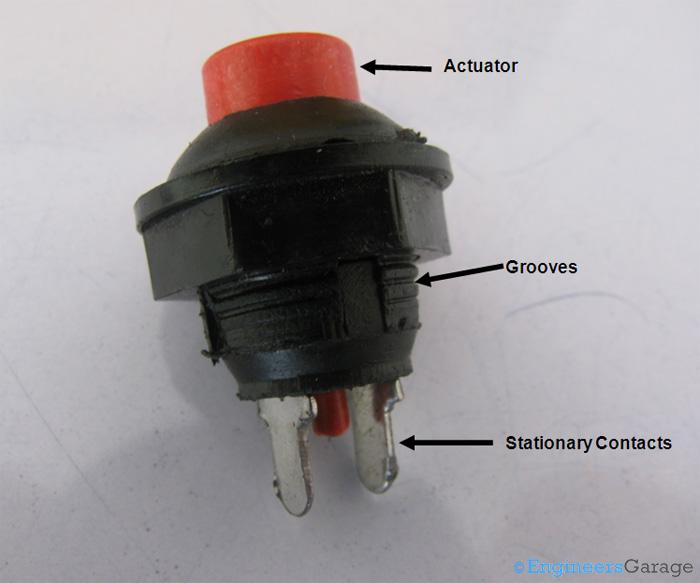 Actuator
Grooves
Stationary Contacts
©EngineersGarage